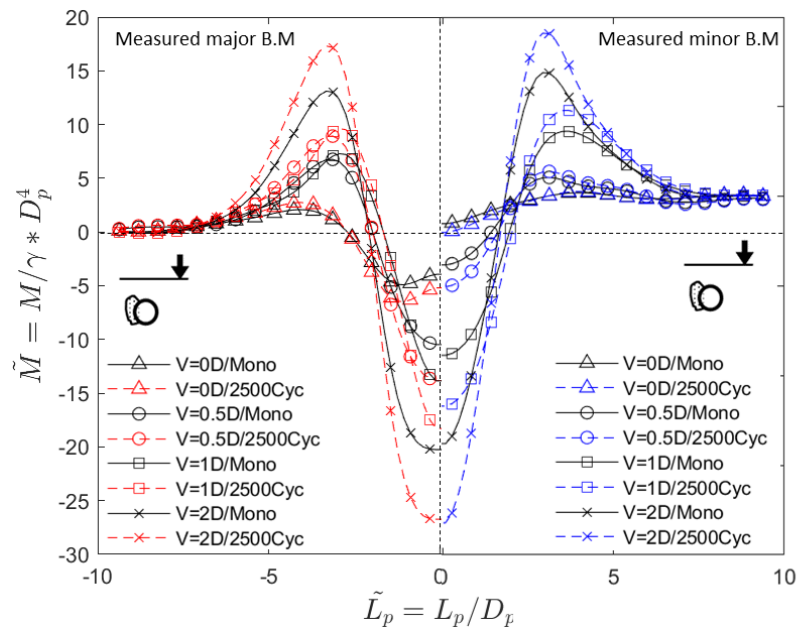 Measured major B.M
Measured minor B.M
20
15
10
5
0
-5
-10
-15
-20
-25
-30
M̃ = M/γ * D_p^4
V=0D/Mono
V=0D/2500Cyc
V=0.5D/Mono
V=0.5D/2500Cyc
V=1D/Mono
V=1D/2500Cyc
V=2D/Mono
V=2D/2500Cyc
V=0D/Mono
V=0D/2500Cyc
V=0.5D/Mono
V=0.5D/2500Cyc
V=1D/Mono
V=1D/2500Cyc
V=2D/Mono
V=2D/2500Cyc
-10
-5
0
5
10
L̃_p = L_p/D_p